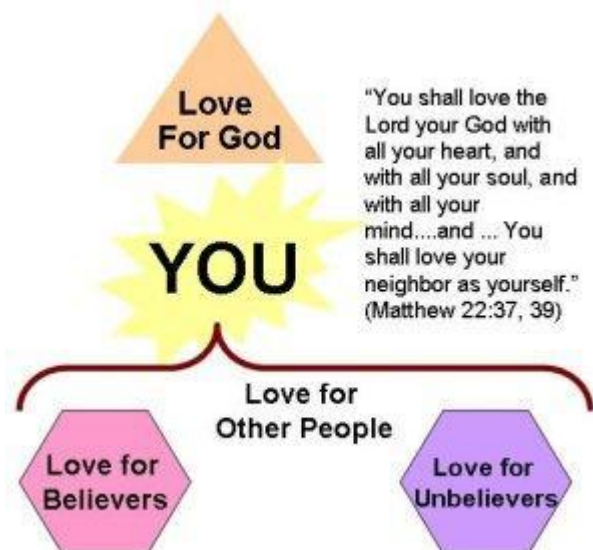 Love
For God
"You shall love the
Lord your God with
all your heart, and
with all your soul, and
with all your
mind....and ... You
shall love your
neighbor as yourself."
(Matthew 22:37, 39)
YOU
Love for
Other People
Love for
Believers
Love for
Unbelievers